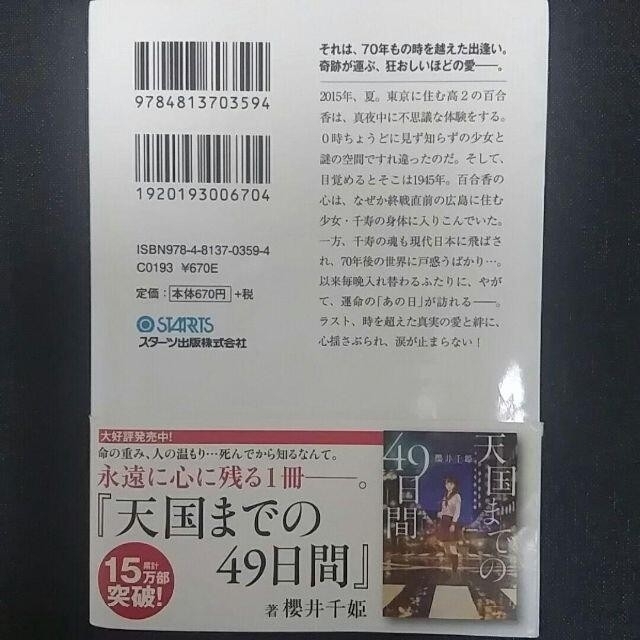 それは、70年もの時を越えた出逢い。
奇跡が運ぶ、狂おしいほどの愛――。
9784813703594
1920193006704
2015年、夏。東京に住む高2の百合
香は、真夜中に不思議な体験をする。
0時ちょうどに見ず知らずの少女と
謎の空間ですれ違ったのだ。そして、
目覚めるとそこは1945年。百合香の
心は、なぜか終戦直前の広島に住む
少女・千寿の身体に入りこんでいた。
一方、千寿の魂も現代日本に飛ばさ
れ、70年後の世界に戸惑うばかり…。
以来毎晩入れ替わるふたりに、やが
て、運命の「あの日」が訪れる――。
ラスト、時を超えた真実の愛と絆に、
心揺さぶられ、涙が止まらない!
ISBN978-4-8137-0359-4
C0193 ¥670E
定価:本体670円+税
STARTS
スターツ出版株式会社
大好評発売中!
命の重み、人の温もり…死んでから知るなんて。
永遠に心に残る1冊――。
『天国までの
49日間』
累計
15万部
突破!
著 櫻井千姫
天国までの
49日間
櫻井千姫